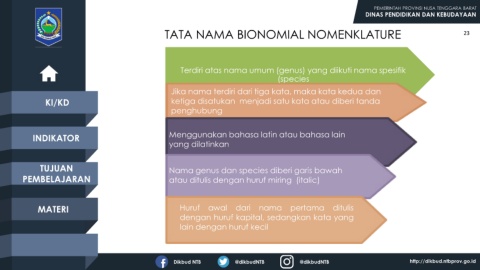 PEMERINTAH PROVINSI NUSA TENGGARA BARAT
DINAS PENDIDIKAN DAN KEBUDAYAAN
TATA NAMA BIONOMIAL NOMENKLATURE
23
KI/KD
INDIKATOR
TUJUAN
PEMBELAJARAN
MATERI
Terdiri atas nama umum (genus) yang diikuti nama spesifik
(species
Jika nama terdiri dari tiga kata, maka kata kedua dan
ketiga disatukan menjadi satu kata atau diberi tanda
penghubung
Menggunakan bahasa latin atau bahasa lain
yang dilatinkan
Nama genus dan species diberi garis bawah
atau ditulis dengan huruf miring (italic)
Huruf awal dari nama pertama ditulis
dengan huruf kapital, sedangkan kata yang
lain dengan huruf kecil
Dikbud NTB
@dikbudNTB
@dikbudNTB
http://dikbud.ntbprov.go.id